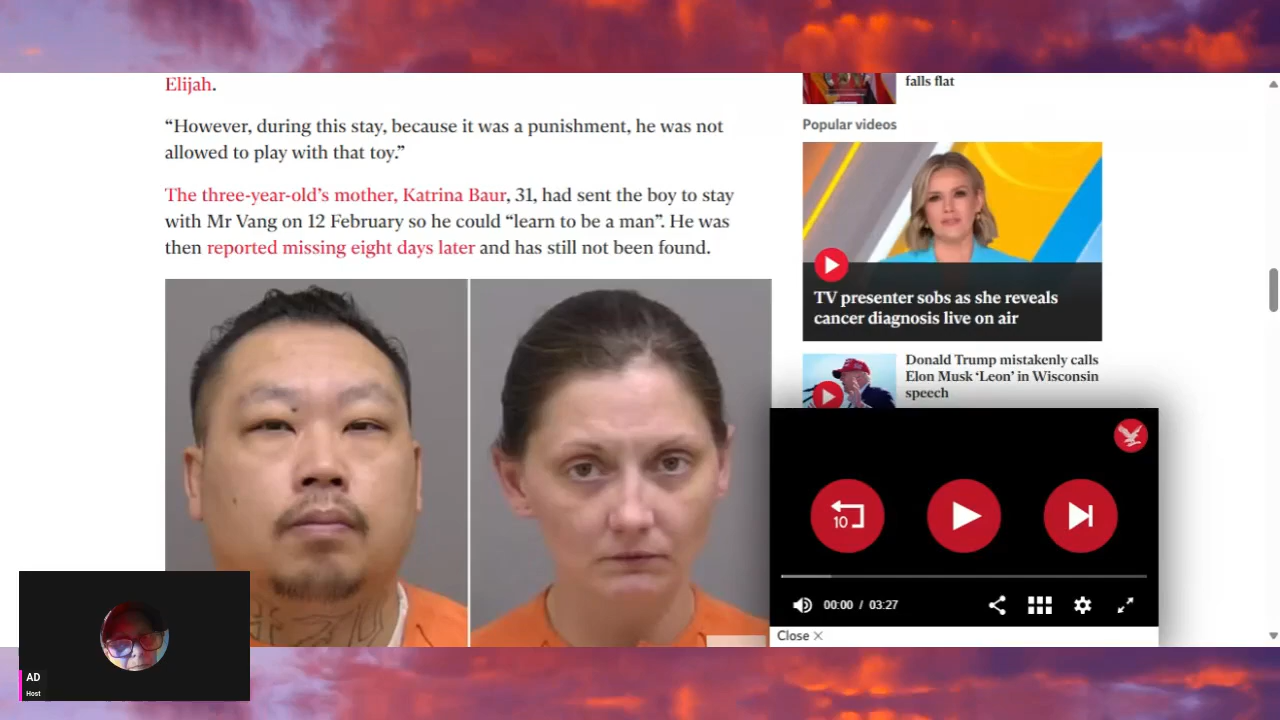 Elijah.
“However, during this stay, because it was a punishment, he was not
allowed to play with that toy.”
The three-year-old’s mother, Katrina Baur, 31, had sent the boy to stay
with Mr Vang on 12 February so he could “learn to be a man”. He was
then reported missing eight days later and has still not been found.
falls flat
Popular videos
TV presenter sobs as she reveals
cancer diagnosis live on air
Donald Trump mistakenly calls
Elon Musk ‘Leon’ in Wisconsin
speech
10
00:00 / 03:27
Close ×
AD
Host